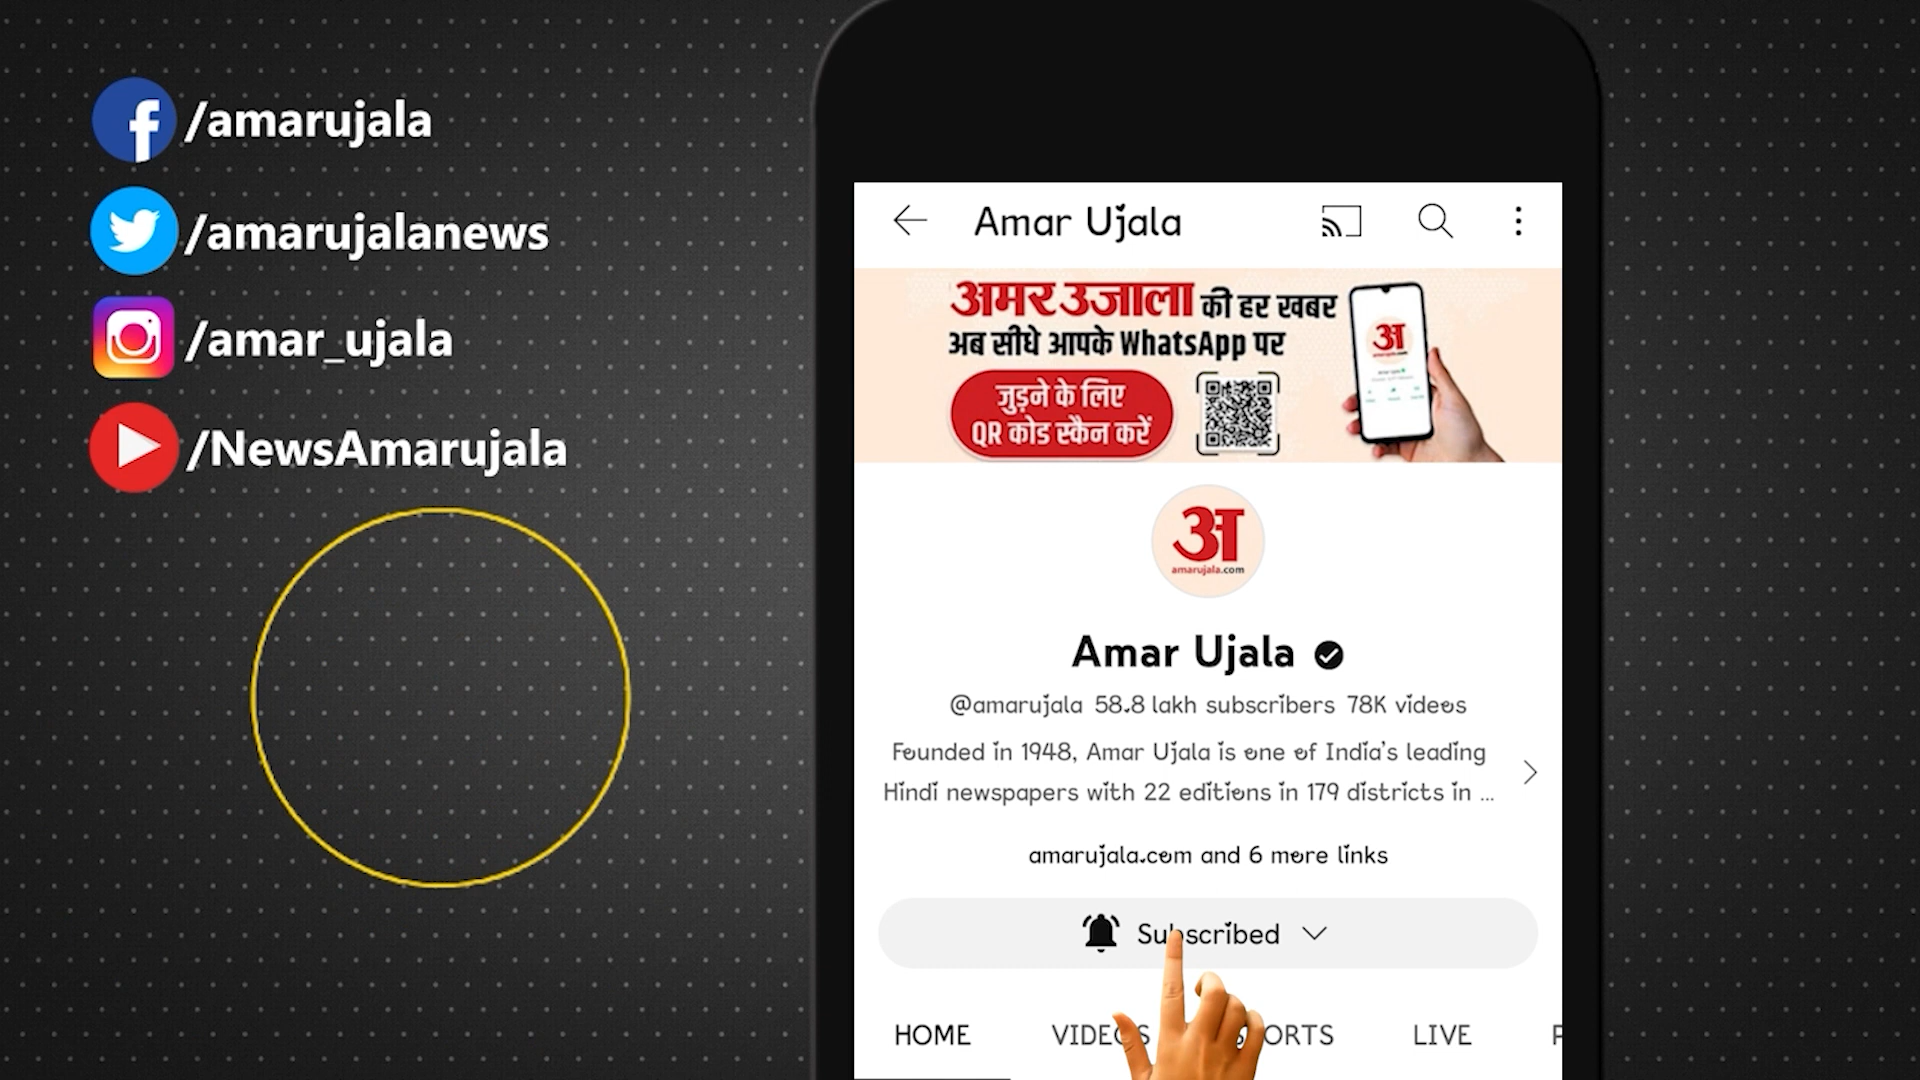 /amarujala
/amarujalanews
/amar_ujala
/NewsAmarujala
Amar Ujala
अमर उजाला की हर खबर
अब सीधे आपके WhatsApp पर
जुड़ने के लिए
QR कोड स्कैन करें
अ
अ
amarujala.com
Amar Ujala
@amarujala 58.8 lakh subscribers 78K videos
Founded in 1948, Amar Ujala is one of India's leading
Hindi newspapers with 22 editions in 179 districts in ...
amarujala.com and 6 more links
Subscribed
HOME VIDEOS SHORTS LIVE